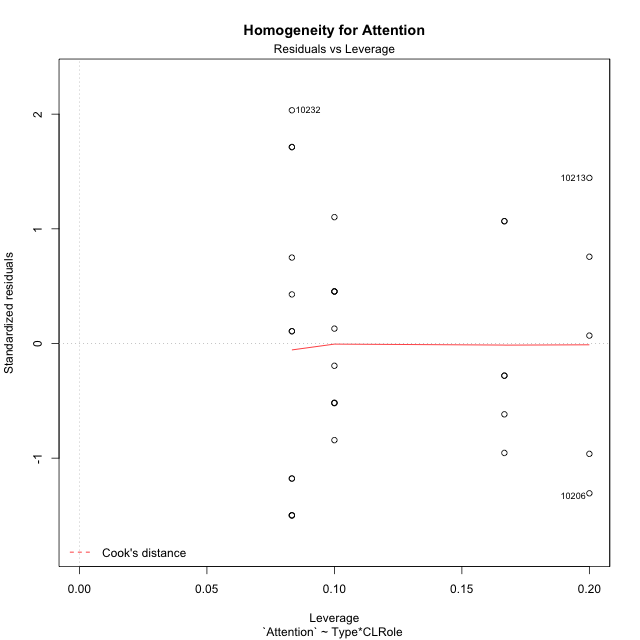 Homogeneity for Attention
Residuals vs Leverage
Standardized residuals
2
1
0
-1
10232
10213
10206
Cook's distance
0.00
0.05
0.10
0.15
0.20
Leverage
`Attention` ~ Type*CLRole